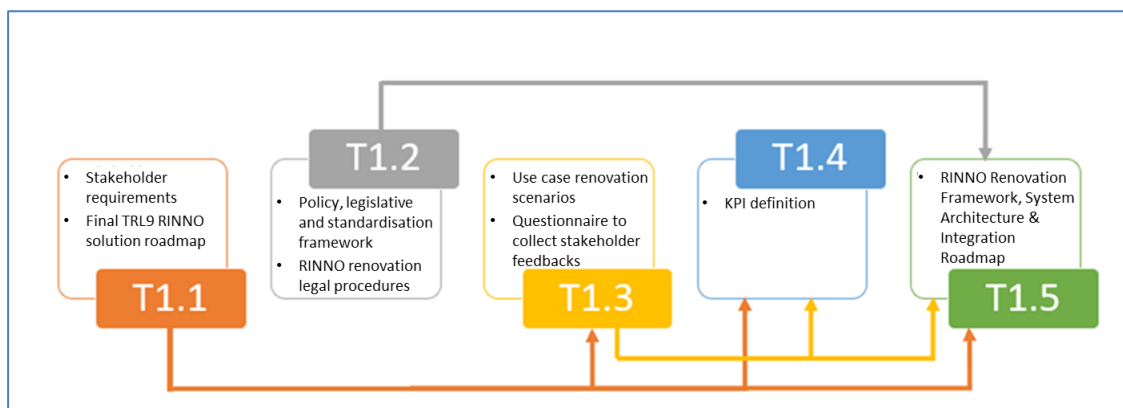 T1.2
T1.4
• Stakeholder
requirements
• Final TRL9 RINNO
solution roadmap
T1.1
• Policy, legislative
and standardisation
framework
• RINNO renovation
legal procedures
• Use case renovation
scenarios
• Questionnaire to
collect stakeholder
feedbacks
T1.3
• KPI definition
• RINNO Renovation
Framework, System
Architecture &
Integration
Roadmap
T1.5